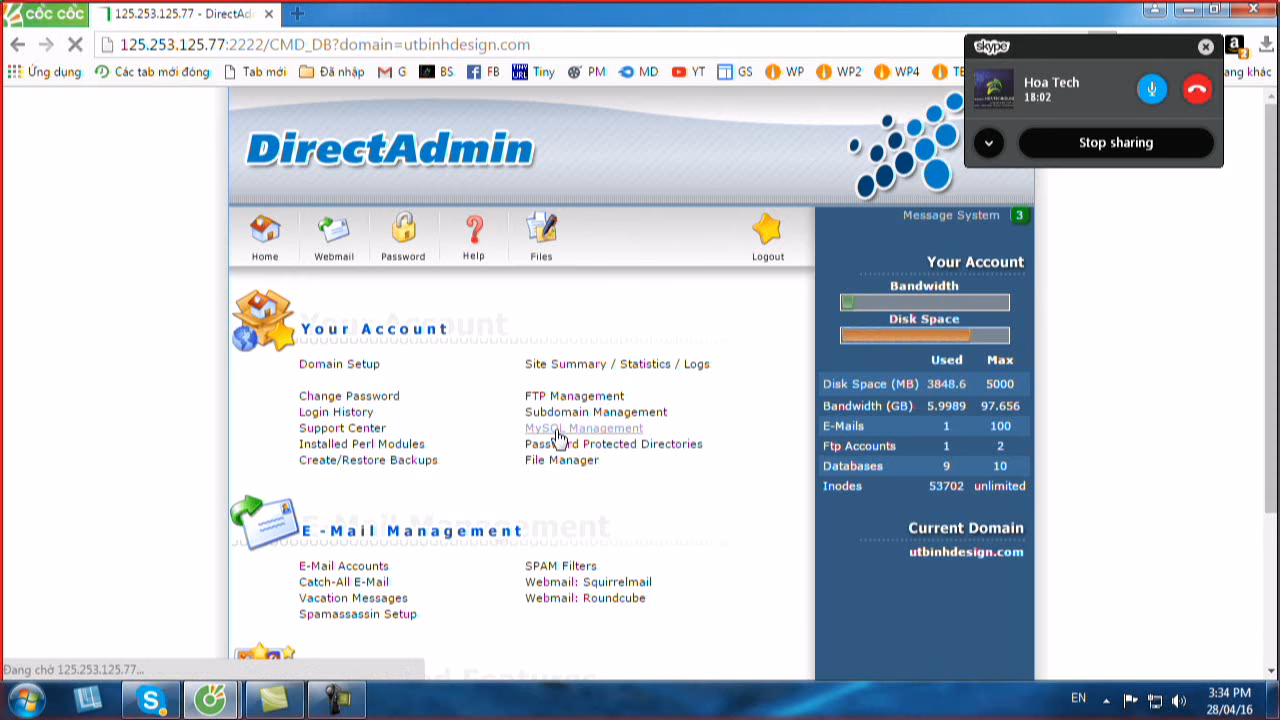 CỐC CỐC
125.253.125.77 - DirectAd
125.253.125.77:2222/CMD_DB?domain=utbinhdesign.com
Ứng dụng Các tab mới đóng Tab mới Đã nhập G BS FB Tiny PM MD YT GS WP WP2 WP4
skype
Hoa Tech
18:02
Stop sharing
DirectAdmin
Home Webmail Password Help Files Logout
Message System 3
Your Account
Bandwidth
Disk Space
Used Max
Disk Space (MB) 3848.6 5000
Bandwidth (GB) 5.9989 97.656
E-Mails 1 100
Ftp Accounts 1 2
Databases 9 10
Inodes 53702 unlimited
Current Domain
utbinhdesign.com
Your Account
Domain Setup Site Summary / Statistics / Logs
Change Password FTP Management
Login History Subdomain Management
Support Center MySQL Management
Installed Perl Modules Password Protected Directories
Create/Restore Backups File Manager
E-Mail Management
E-Mail Accounts SPAM Filters
Catch-All E-Mail Webmail: Squirrelmail
Vacation Messages Webmail: Roundcube
Spamassassin Setup
Đang chờ 125.253.125.77...
EN
3:34 PM
28/04/16